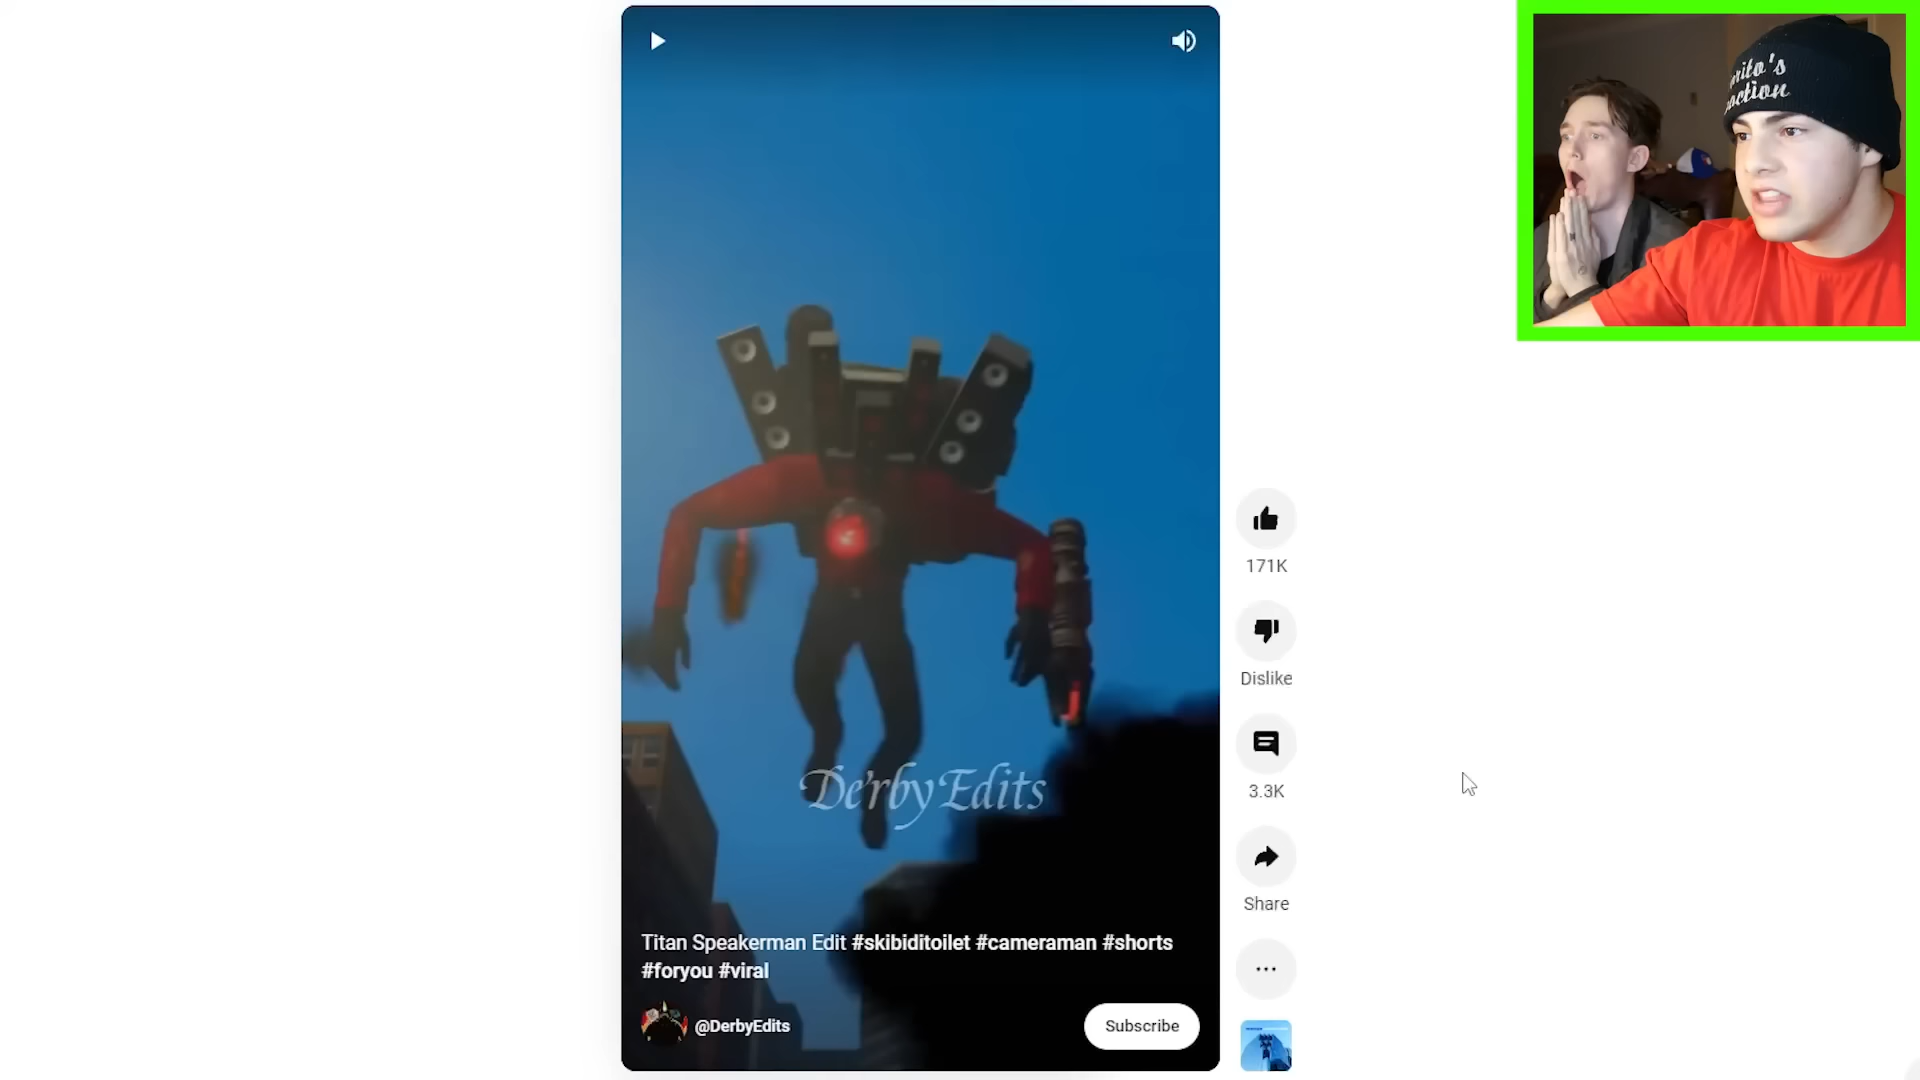 DerbyEdits
Titan Speakerman Edit #skibiditoilet #cameraman #shorts
#foryou #viral
@DerbyEdits
Subscribe
171K
Dislike
3.3K
Share